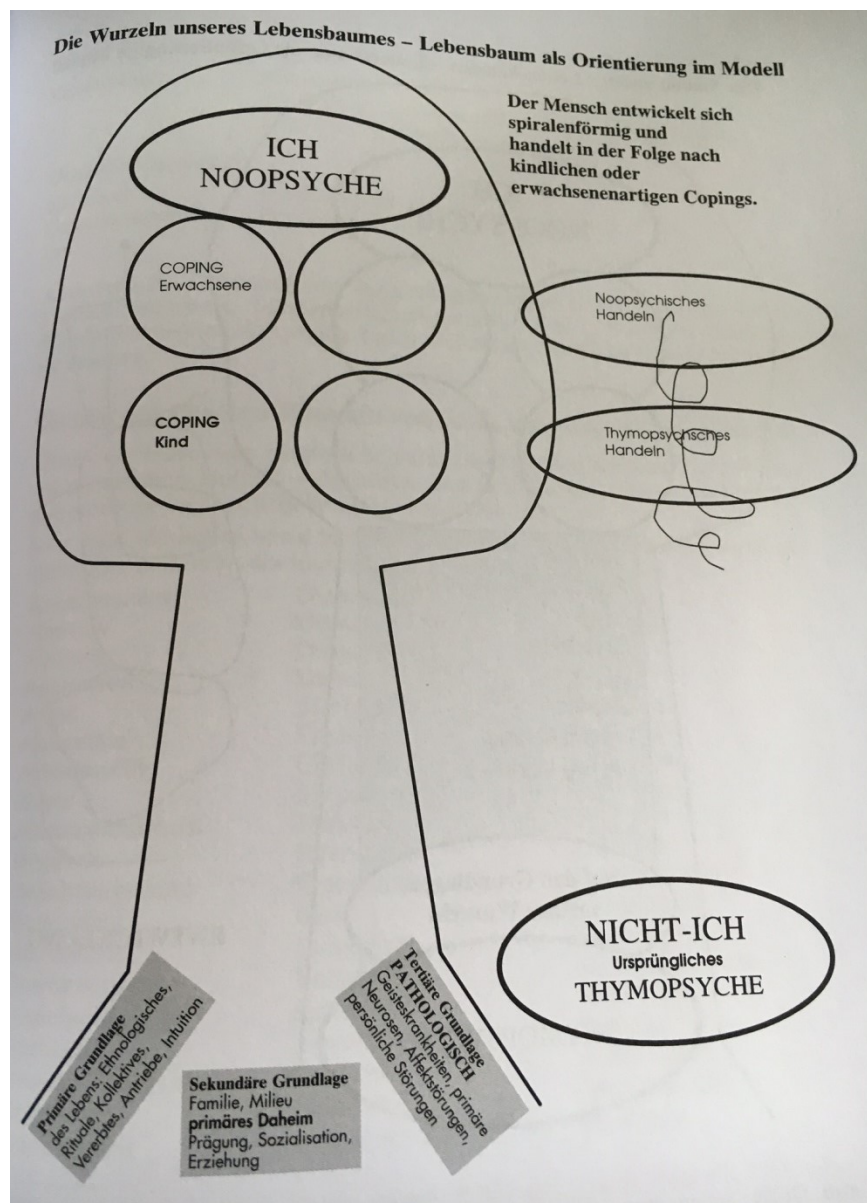 Die Wurzeln unseres Lebensbaumes – Lebensbaum als Orientierung im Modell
Der Mensch entwickelt sich
spiralenförmig und
handelt in der Folge nach
kindlichen oder
erwachsenenartigen Copings.
ICH
NOOPSYCHE
COPING
Erwachsene
COPING
Kind
Noopsychisches
Handeln
Thymopsychsches
Handeln
NICHT-ICH
Ursprüngliches
THYMOPSYCHE
Primäre Grundlage
des Lebens: Ethnologisches,
Rituale, Kollektives,
Vererbtes, Antriebe, Intuition
Sekundäre Grundlage
Familie, Milieu
primäres Daheim
Prägung, Sozialisation,
Erziehung
Tertiäre Grundlage
PATHOLOGISCH
Geisteskrankheiten, primäre
Neurosen, Affektstörungen,
persönliche Störungen